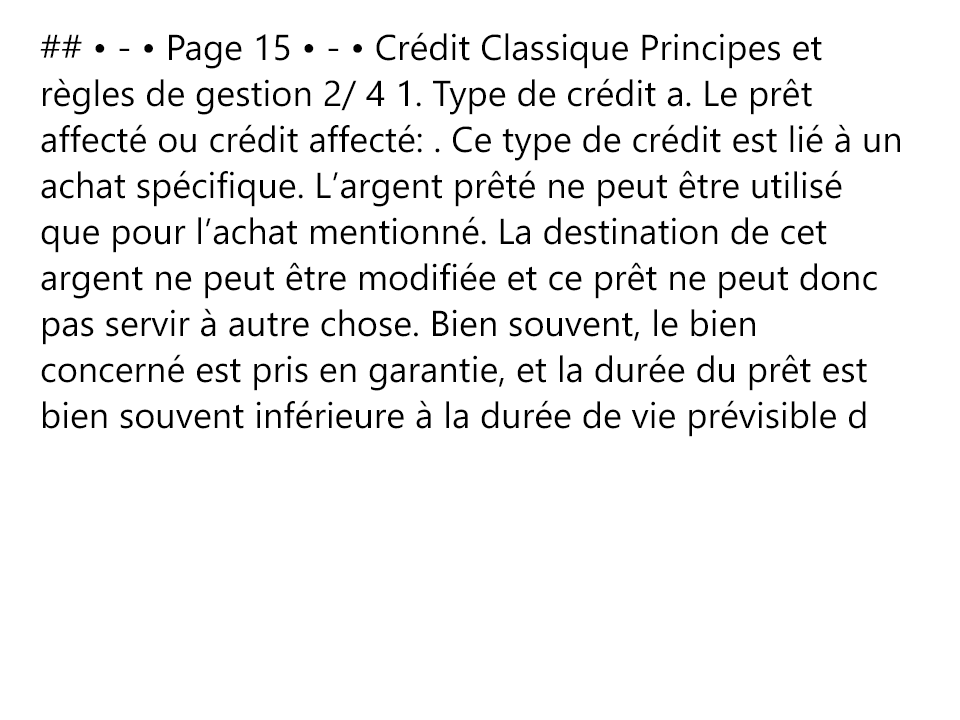 ## • - • Page 15 • - • Crédit Classique Principes et
règles de gestion 2/ 4 1. Type de crédit a. Le prêt
affecté ou crédit affecté: . Ce type de crédit est lié à un
achat spécifique. L’argent prêté ne peut être utilisé
que pour l’achat mentionné. La destination de cet
argent ne peut être modifiée et ce prêt ne peut donc
pas servir à autre chose. Bien souvent, le bien
concerné est pris en garantie, et la durée du prêt est
bien souvent inférieure à la durée de vie prévisible d